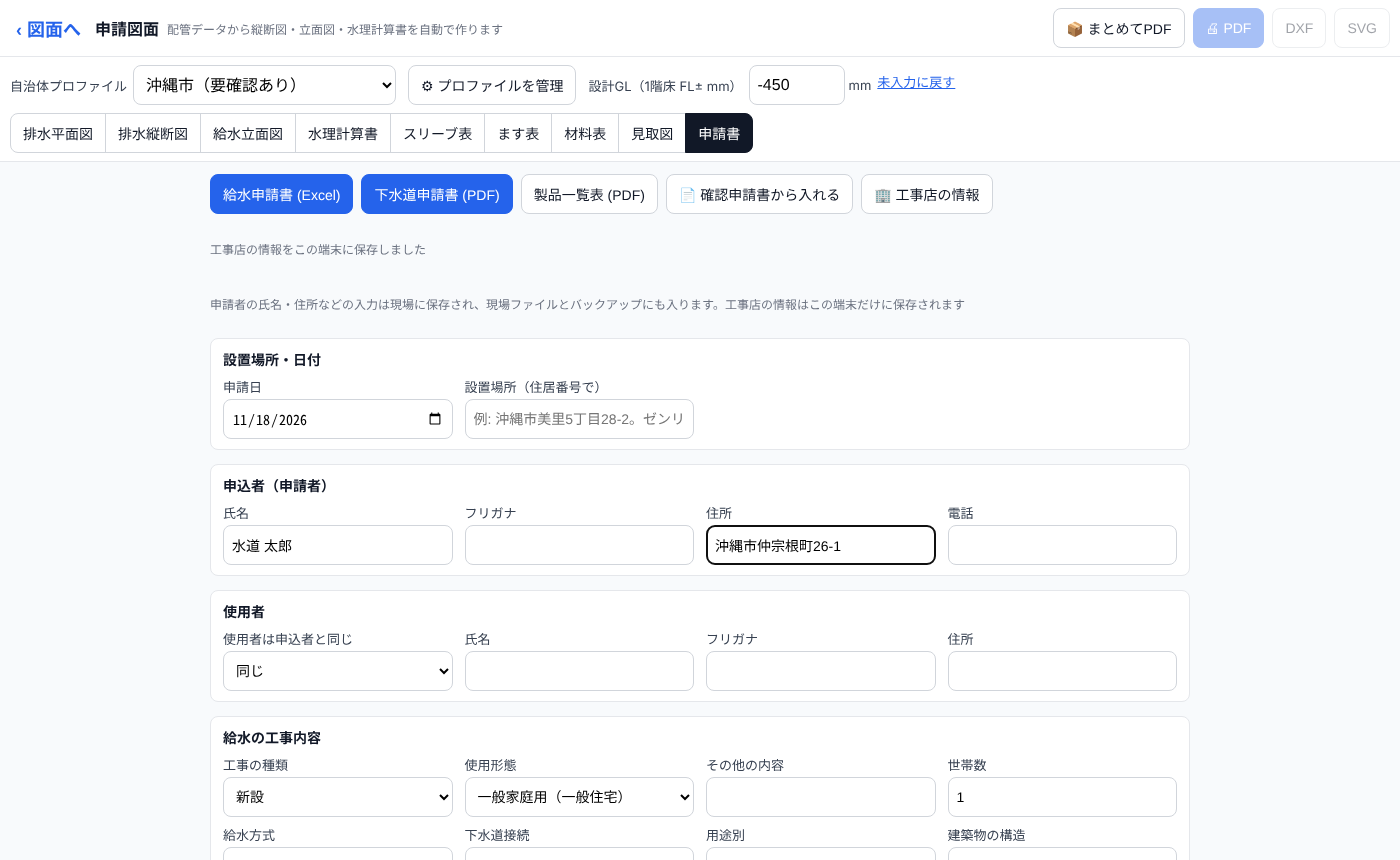 ‹ 図面へ 申請図面 配管データから縦断図・立面図・水理計算書を自動で作ります 📦 まとめてPDF 🖨 PDF DXF SVG
自治体プロファイル 沖縄市（要確認あり） ⚙ プロファイルを管理 設計GL（1階床 FL± mm） -450 mm 未入力に戻す
排水平面図 排水縦断図 給水立面図 水理計算書 スリーブ表 ます表 材料表 見取図 申請書
給水申請書 (Excel) 下水道申請書 (PDF) 製品一覧表 (PDF) 📄 確認申請書から入れる 🏢 工事店の情報
工事店の情報をこの端末に保存しました
申請者の氏名・住所などの入力は現場に保存され、現場ファイルとバックアップにも入ります。工事店の情報はこの端末だけに保存されます
設置場所・日付
申請日 設置場所（住居番号で）
11/18/2026 例: 沖縄市美里5丁目28-2。ゼンリ
申込者（申請者）
氏名 フリガナ 住所 電話
水道 太郎 沖縄市仲宗根町26-1
使用者
使用者は申込者と同じ 氏名 フリガナ 住所
同じ
給水の工事内容
工事の種類 使用形態 その他の内容 世帯数
新設 一般家庭用（一般住宅） 1
給水方式 下水道接続 用途別 建築物の構造